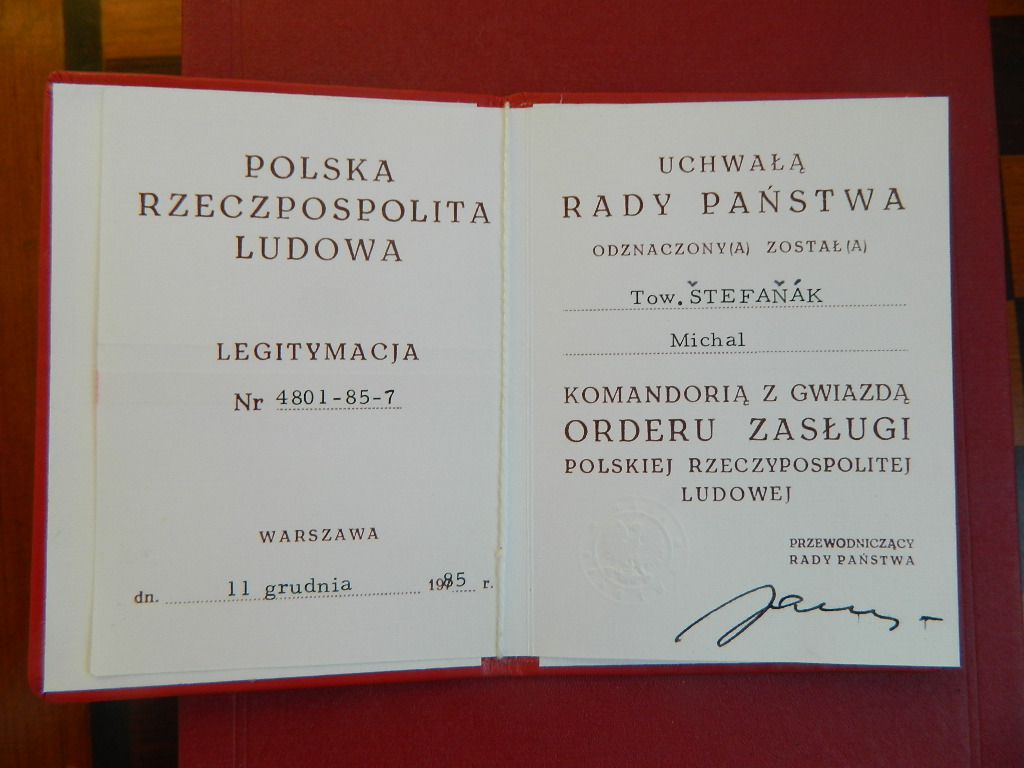 POLSKA
RZECZPOSPOLITA
LUDOWA
LEGITYMACJA
Nr 4801-85-7
WARSZAWA
dn. 11 grudnia 1985 r.
UCHWAŁĄ
RADY PAŃSTWA
ODZNACZONY(A) ZOSTAŁ(A)
Tow. ŠTEFAŇÁK
Michal
KOMANDORIĄ Z GWIAZDĄ
ORDERU ZASŁUGI
POLSKIEJ RZECZYPOSPOLITEJ
LUDOWEJ
PRZEWODNICZĄCY
RADY PAŃSTWA